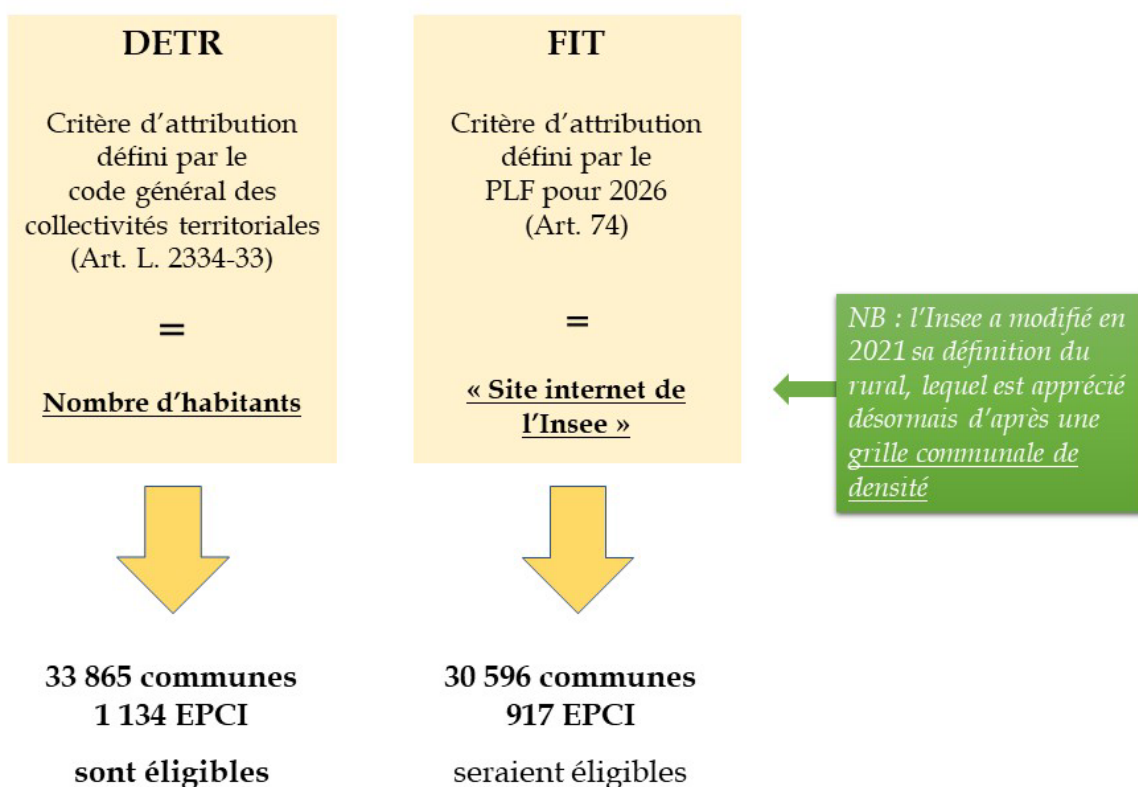 DETR
Critère d’attribution
défini par le
code général des
collectivités territoriales
(Art. L. 2334-33)
=
Nombre d’habitants
33 865 communes
1 134 EPCI
sont éligibles
FIT
Critère d’attribution
défini par le
PLF pour 2026
(Art. 74)
=
« Site internet de
l’Insee »
30 596 communes
917 EPCI
seraient éligibles
NB : l’Insee a modifié en
2021 sa définition du
rural, lequel est apprécié
désormais d’après une
grille communale de
densité